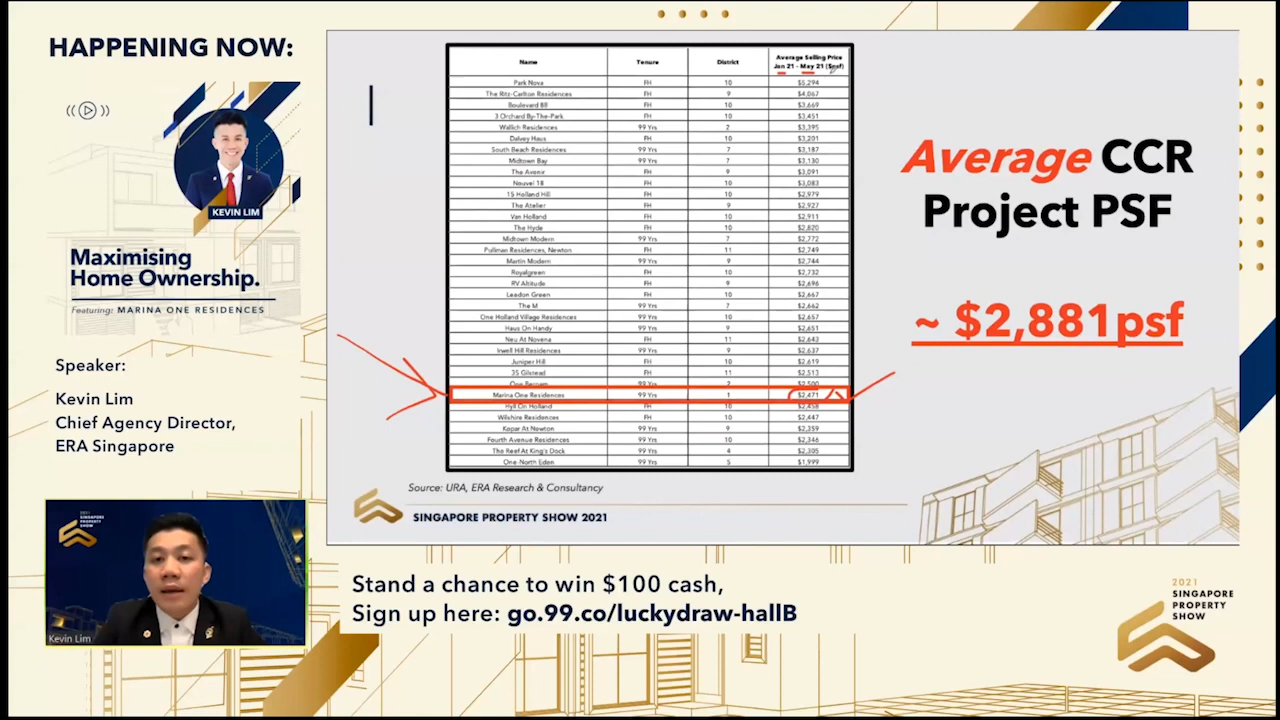 HAPPENING NOW:
KEVIN LIM
Maximising
Home Ownership.
Featuring: MARINA ONE RESIDENCES
Speaker:
Kevin Lim
Chief Agency Director,
ERA Singapore
2021
SINGAPORE
PROPERTY
SHOW
Kevin Lim
Name Tenure District Average Selling Price
Jan 21 - May 21 ($psf)
Park Nova FH 10 $5,294
The Ritz-Carlton Residences FH 9 $4,067
Boulevard 88 FH 10 $3,669
3 Orchard By-The-Park FH 10 $3,451
Wallich Residences 99 Yrs 2 $3,395
Dalvey Haus FH 10 $3,201
South Beach Residences 99 Yrs 7 $3,187
Midtown Bay 99 Yrs 7 $3,130
The Avenir FH 9 $3,091
Nouvel 18 FH 10 $3,083
15 Holland Hill FH 10 $2,979
The Atelier FH 9 $2,927
Van Holland FH 10 $2,911
The Hyde FH 10 $2,820
Midtown Modern 99 Yrs 7 $2,772
Pullman Residences, Newton FH 11 $2,749
Martin Modern 99 Yrs 9 $2,744
Royalgreen FH 10 $2,732
RV Altitude FH 9 $2,696
Leedon Green FH 10 $2,667
The M 99 Yrs 7 $2,662
One Holland Village Residences 99 Yrs 10 $2,657
Haus On Handy 99 Yrs 9 $2,651
Neu At Novena FH 11 $2,643
Irwell Hill Residences 99 Yrs 9 $2,637
Juniper Hill FH 10 $2,619
35 Gilstead FH 11 $2,513
One Bernam 99 Yrs 2 $2,500
Marina One Residences 99 Yrs 1 $2,471
Hyll On Holland FH 10 $2,458
Wilshire Residences FH 10 $2,447
Kopar At Newton 99 Yrs 9 $2,359
Fourth Avenue Residences 99 Yrs 10 $2,346
The Reef At King's Dock 99 Yrs 4 $2,305
One-North Eden 99 Yrs 5 $1,999
Average CCR
Project PSF
~ $2,881psf
Source: URA, ERA Research & Consultancy
SINGAPORE PROPERTY SHOW 2021
Stand a chance to win $100 cash,
Sign up here: go.99.co/luckydraw-hallB
2021
SINGAPORE
PROPERTY
SHOW